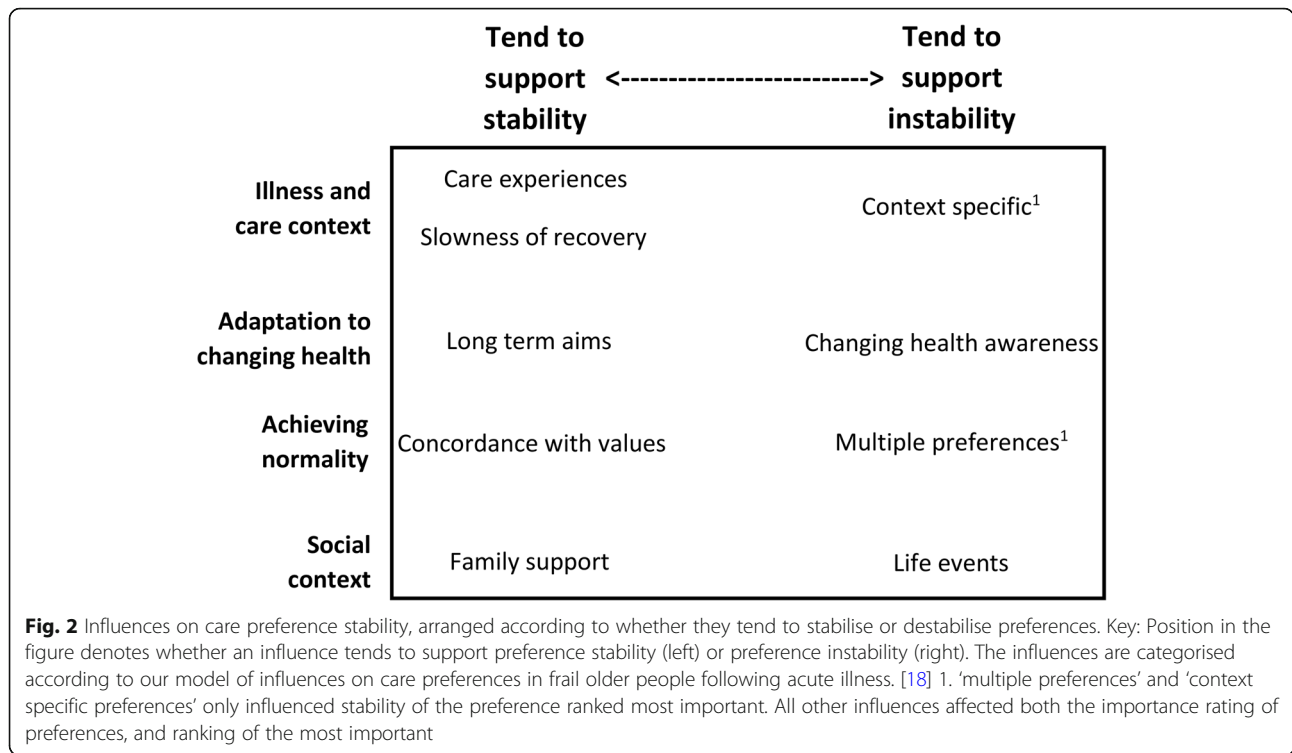 Tend to
support
stability
<---------------------------->
Tend to
support
instability
Illness and
care context
Care experiences
Slowness of recovery
Context specific¹
Adaptation to
changing health
Long term aims
Changing health awareness
Achieving
normality
Concordance with values
Multiple preferences¹
Social
context
Family support
Life events
Fig. 2 Influences on care preference stability, arranged according to whether they tend to stabilise or destabilise preferences. Key: Position in the
figure denotes whether an influence tends to support preference stability (left) or preference instability (right). The influences are categorised
according to our model of influences on care preferences in frail older people following acute illness. [18] 1. ‘multiple preferences’ and ‘context
specific preferences’ only influenced stability of the preference ranked most important. All other influences affected both the importance rating of
preferences, and ranking of the most important